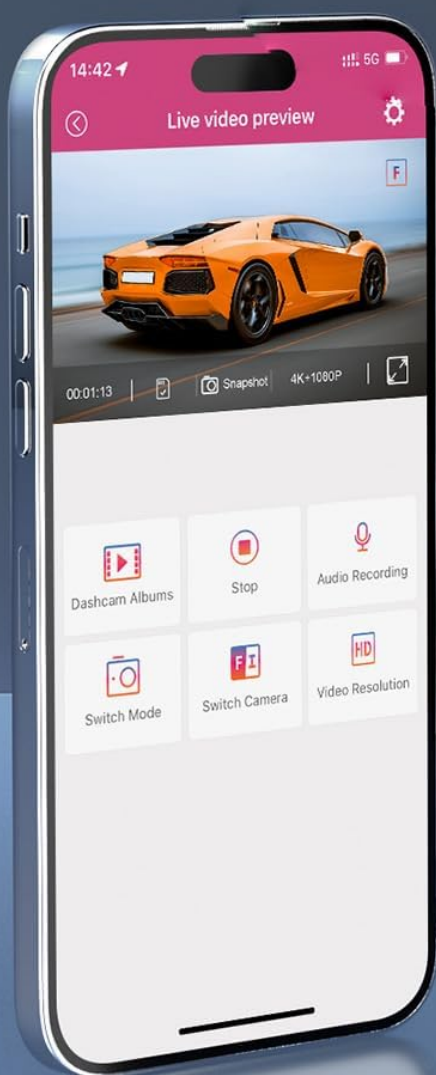 14:42 5G
Live video preview
F
00:01:13 Snapshot 4K+1080P
Dashcam Albums
Stop
Audio Recording
F I
HD
Switch Mode
Switch Camera
Video Resolution